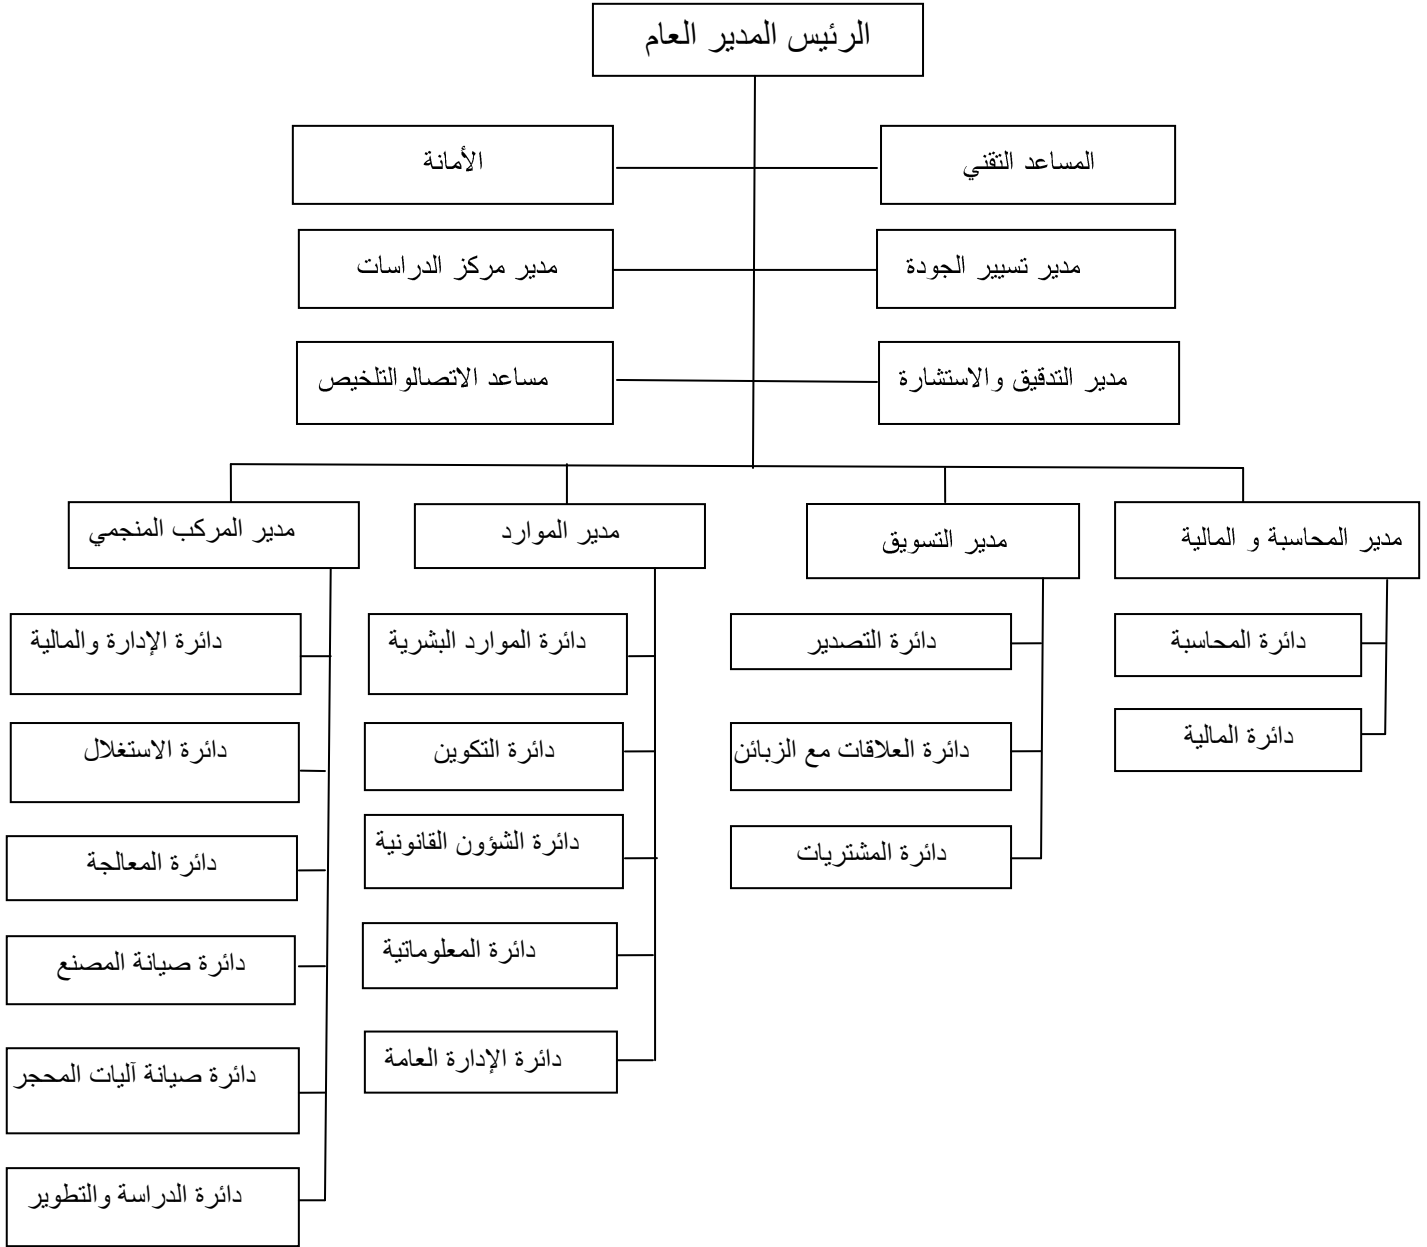 الرئيس المدير العام
المساعد التقني
الأمانة
مدير تسيير الجودة
مدير مركز الدراسات
مدير التدقيق والاستشارة
مساعد الاتصالوالتلخيص
مدير المحاسبة و المالية
مدير التسويق
مدير الموارد
مدير المركب المنجمي
دائرة المحاسبة
دائرة المالية
دائرة التصدير
دائرة العلاقات مع الزبائن
دائرة المشتريات
دائرة الموارد البشرية
دائرة التكوين
دائرة الشؤون القانونية
دائرة المعلوماتية
دائرة الإدارة العامة
دائرة الإدارة والمالية
دائرة الاستغلال
دائرة المعالجة
دائرة صيانة المصنع
دائرة صيانة آليات المحجر
دائرة الدراسة والتطوير